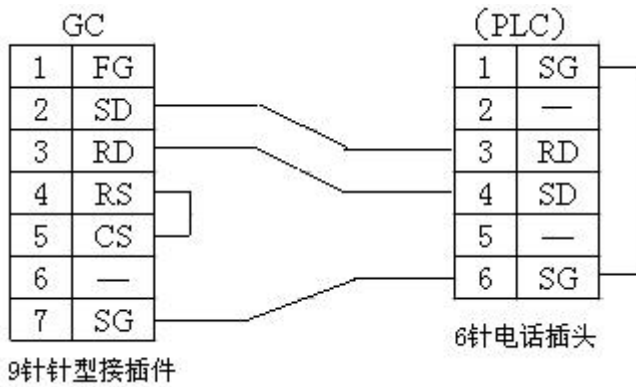 GC
(PLC)
1 FG
2 SD
3 RD
4 RS
5 CS
6 —
7 SG
9针针型接插件
1 SG
2 —
3 RD
4 SD
5 —
6 SG
6针电话插头